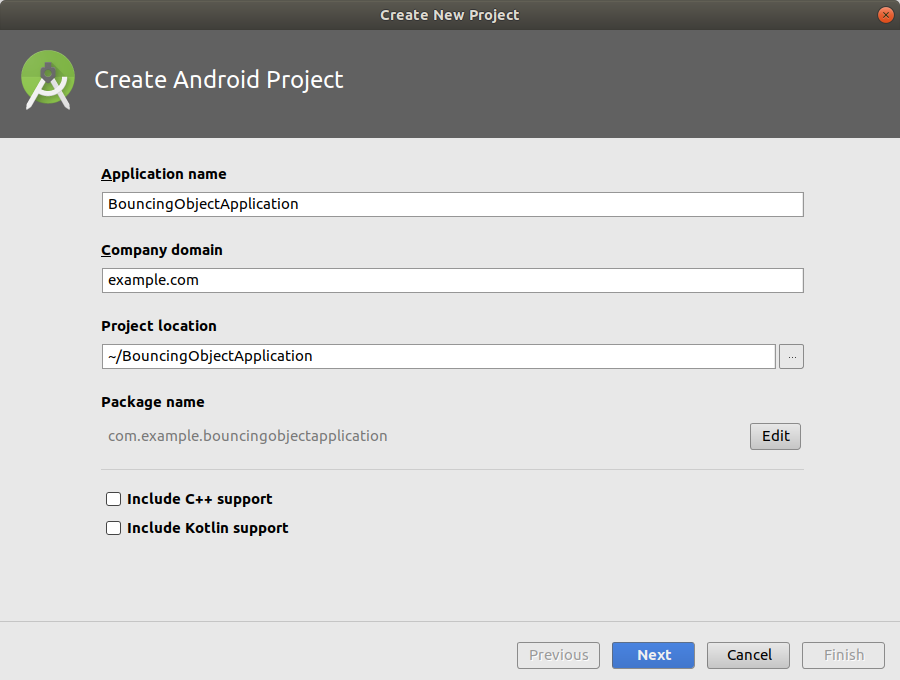 Create New Project
Create Android Project
Application name
BouncingObjectApplication
Company domain
example.com
Project location
~/BouncingObjectApplication
...
Package name
com.example.bouncingobjectapplication
Edit
Include C++ support
Include Kotlin support
Previous Next Cancel Finish